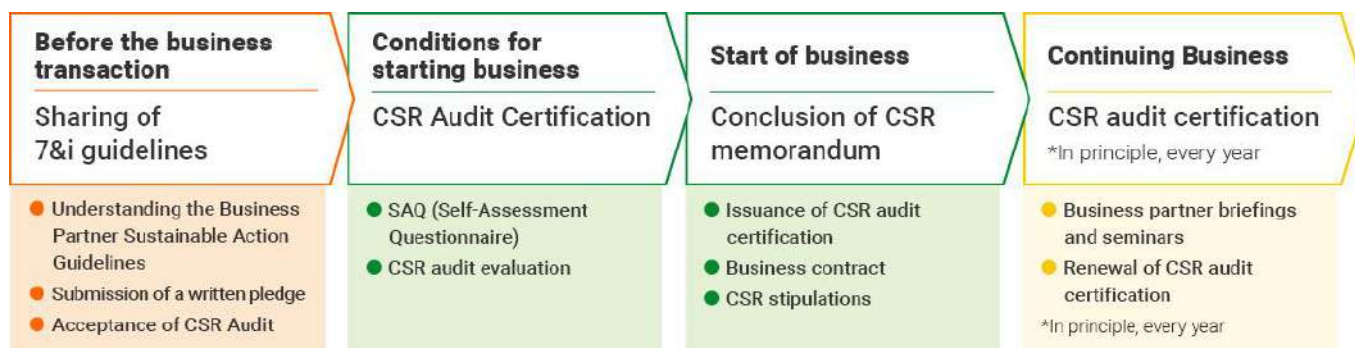 Before the business
transaction
Sharing of
7&i guidelines
Understanding the Business
Partner Sustainable Action
Guidelines
Submission of a written pledge
Acceptance of CSR Audit
Conditions for
starting business
CSR Audit Certification
SAQ (Self-Assessment
Questionnaire)
CSR audit evaluation
Start of business
Conclusion of CSR
memorandum
Issuance of CSR audit
certification
Business contract
CSR stipulations
Continuing Business
CSR audit certification
*In principle, every year
Business partner briefings
and seminars
Renewal of CSR audit
certification
*In principle, every year